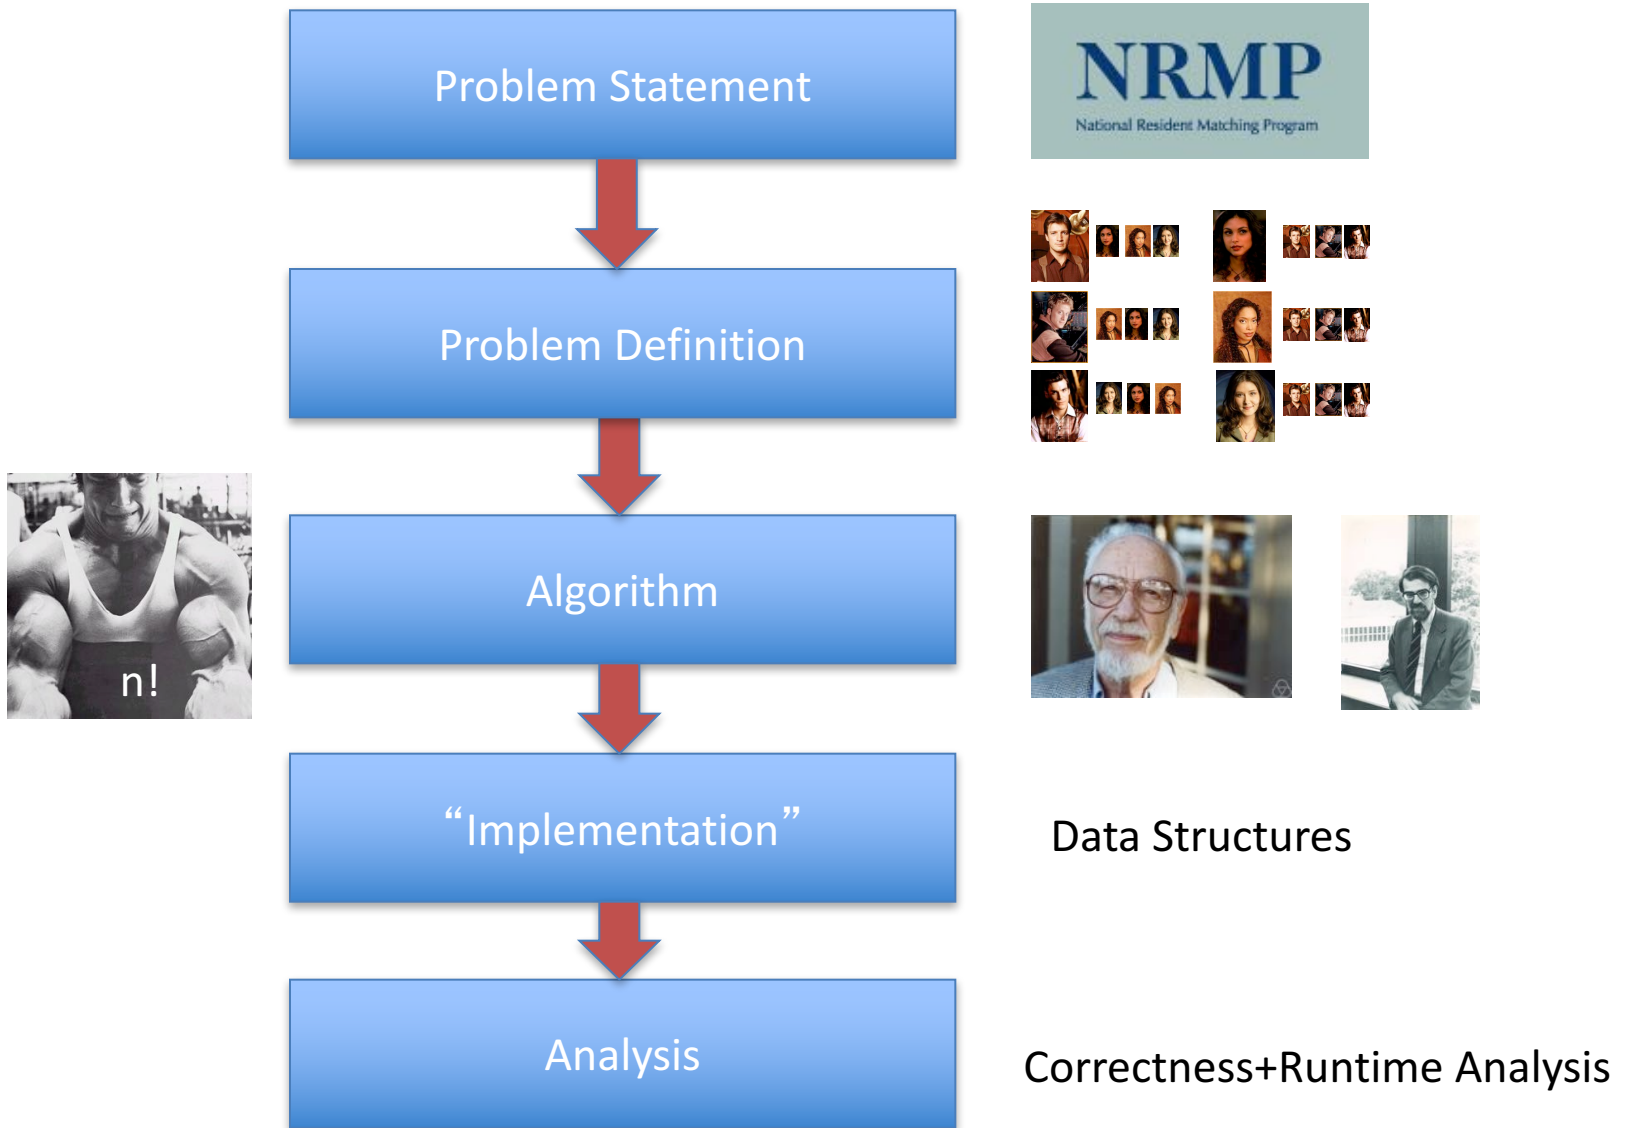 Problem Statement
NRMP
National Resident Matching Program
Problem Definition
n!
Algorithm
“Implementation”
Data Structures
Analysis
Correctness+Runtime Analysis